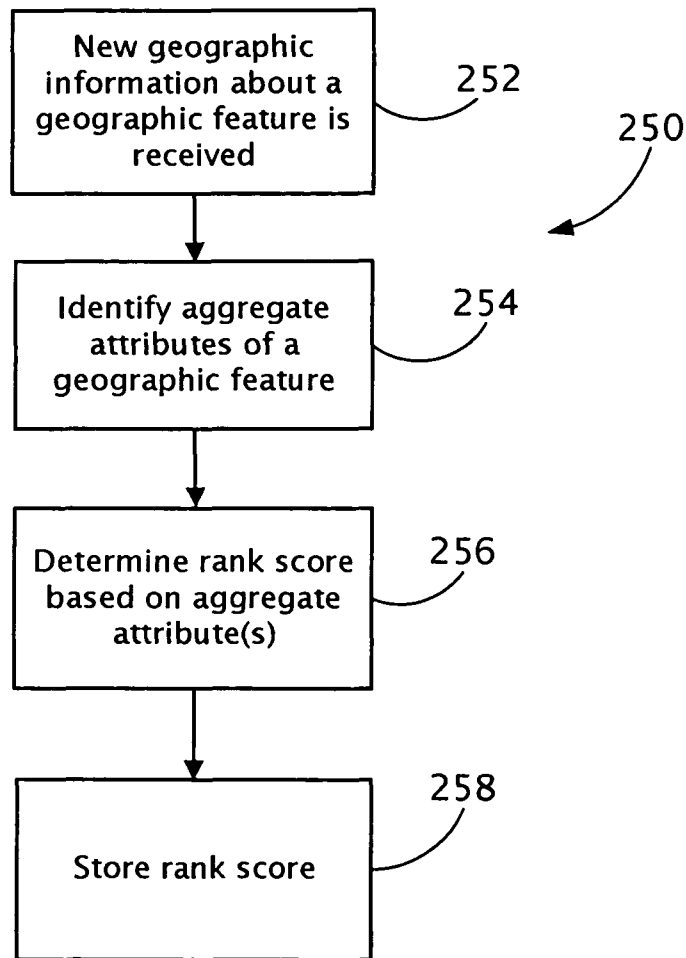 New geographic
information about a
geographic feature is
received
252
250
Identify aggregate
attributes of a
geographic feature
254
Determine rank score
based on aggregate
attribute(s)
256
Store rank score
258